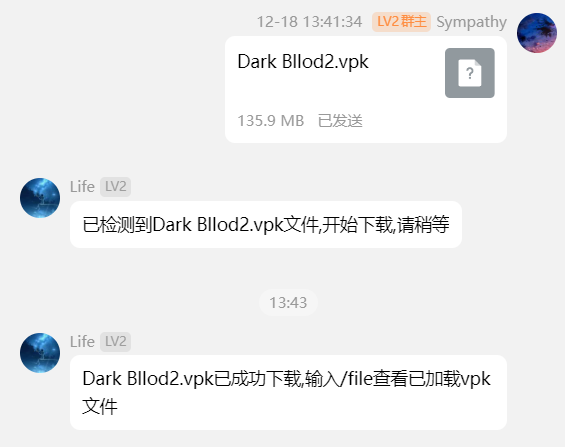 12-18 13:41:34 LV2群主 Sympathy
Dark Bllod2.vpk
135.9 MB 已发送
Life LV2
已检测到Dark Bllod2.vpk文件,开始下载,请稍等
13:43
Life LV2
Dark Bllod2.vpk已成功下载,输入/file查看已加载vpk
文件